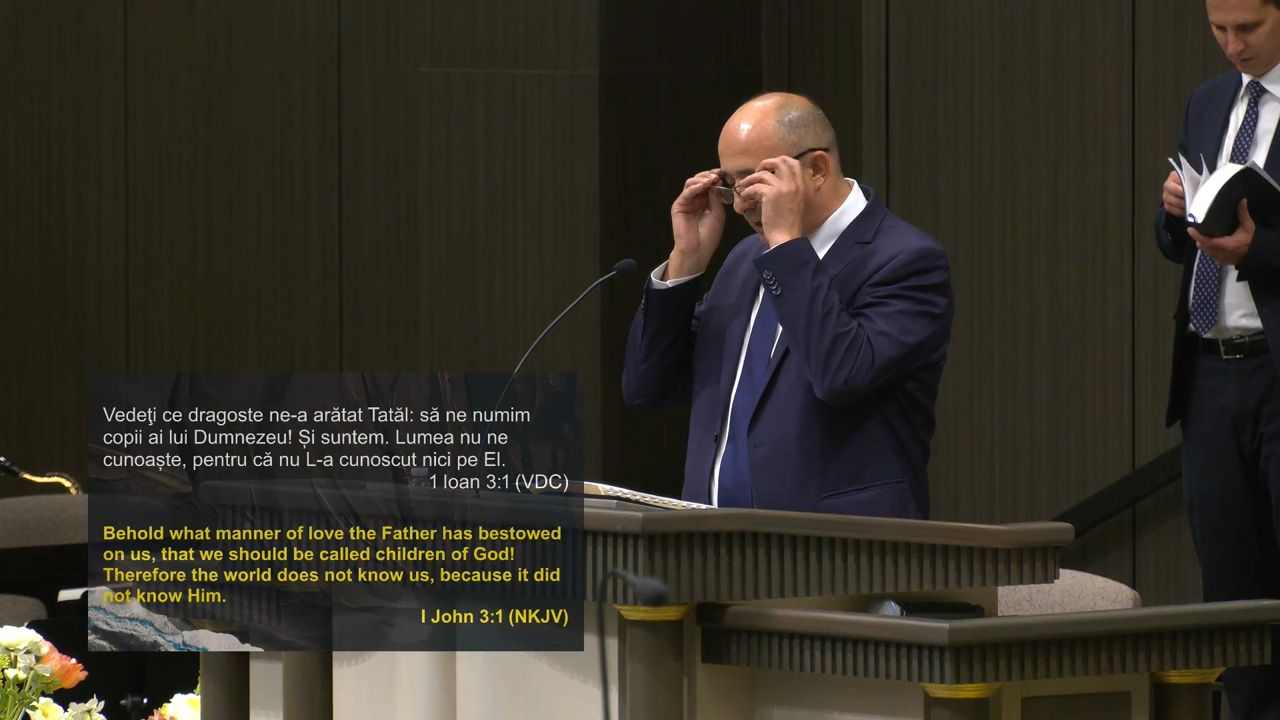 Vedeţi ce dragoste ne-a arătat Tatăl: să ne numim
copii ai lui Dumnezeu! Și suntem. Lumea nu ne
cunoaște, pentru că nu L-a cunoscut nici pe El.
1 Ioan 3:1 (VDC)
Behold what manner of love the Father has bestowed
on us, that we should be called children of God!
Therefore the world does not know us, because it did
not know Him.
I John 3:1 (NKJV)